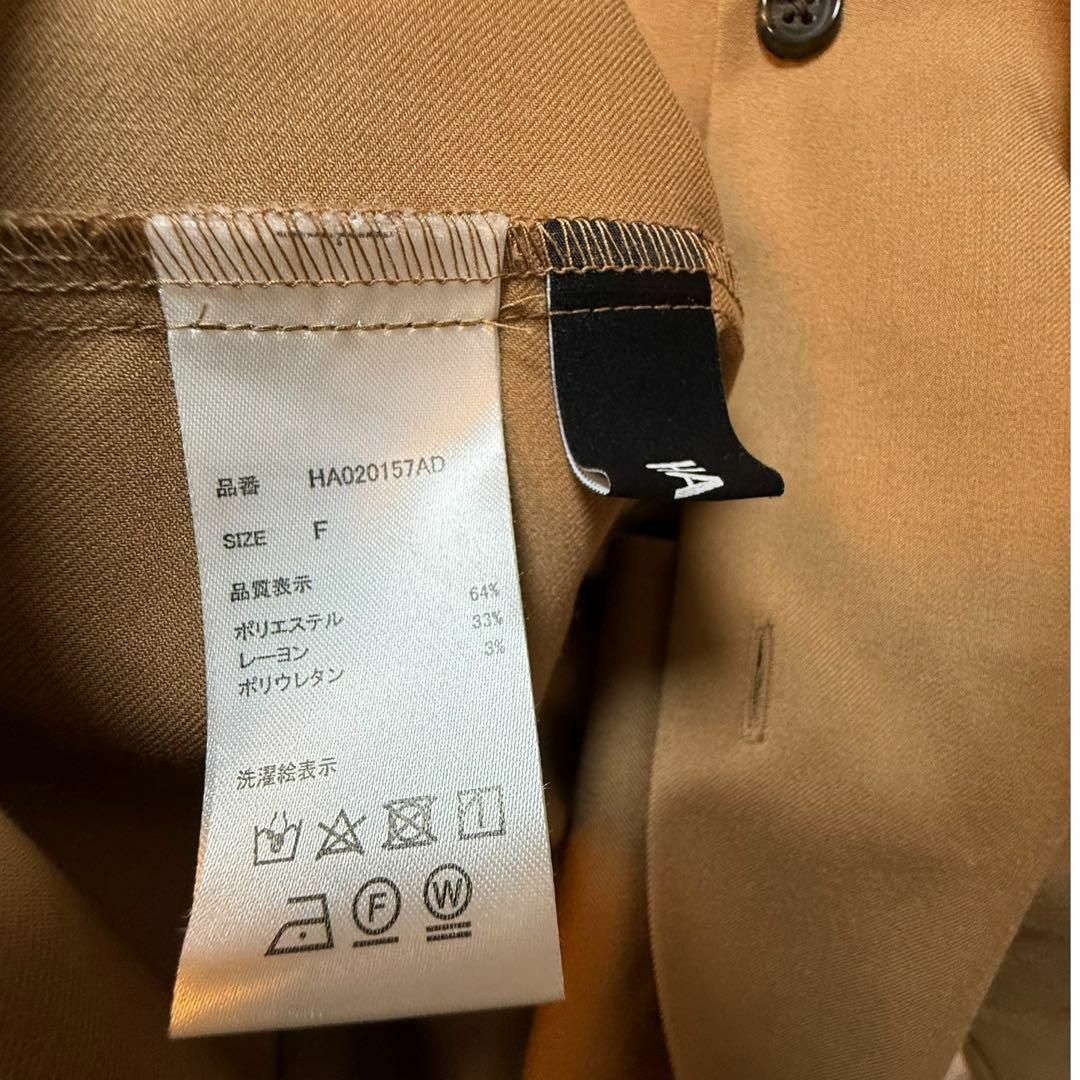 品番 HA020157AD
SIZE F
品質表示
ポリエステル 64%
レーヨン 33%
ポリウレタン 3%
洗濯絵表示
F W
HA